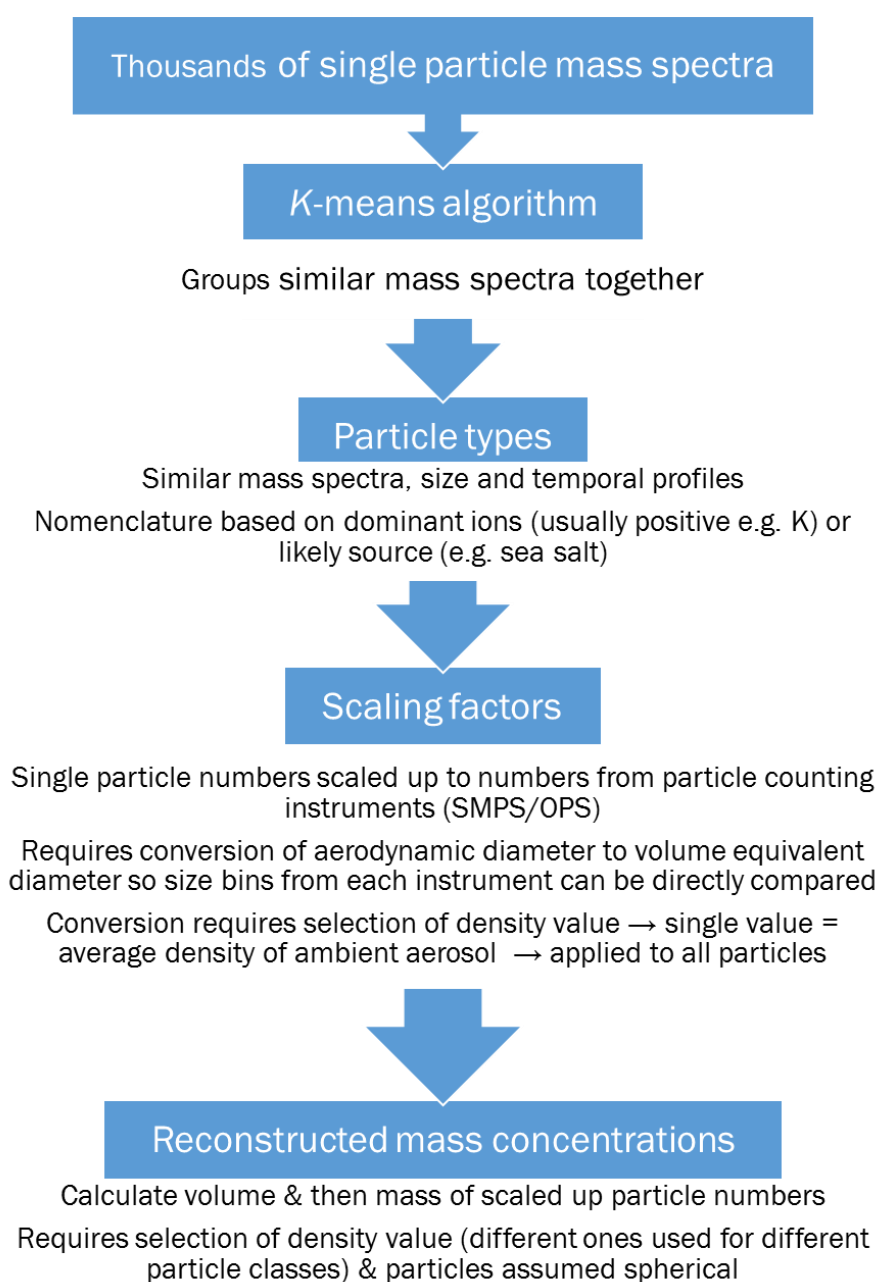 Thousands of single particle mass spectra
K-means algorithm
Groups similar mass spectra together
Particle types
Similar mass spectra, size and temporal profiles
Nomenclature based on dominant ions (usually positive e.g. K) or
likely source (e.g. sea salt)
Scaling factors
Single particle numbers scaled up to numbers from particle counting
instruments (SMPS/OPS)
Requires conversion of aerodynamic diameter to volume equivalent
diameter so size bins from each instrument can be directly compared
Conversion requires selection of density value → single value =
average density of ambient aerosol → applied to all particles
Reconstructed mass concentrations
Calculate volume & then mass of scaled up particle numbers
Requires selection of density value (different ones used for different
particle classes) & particles assumed spherical